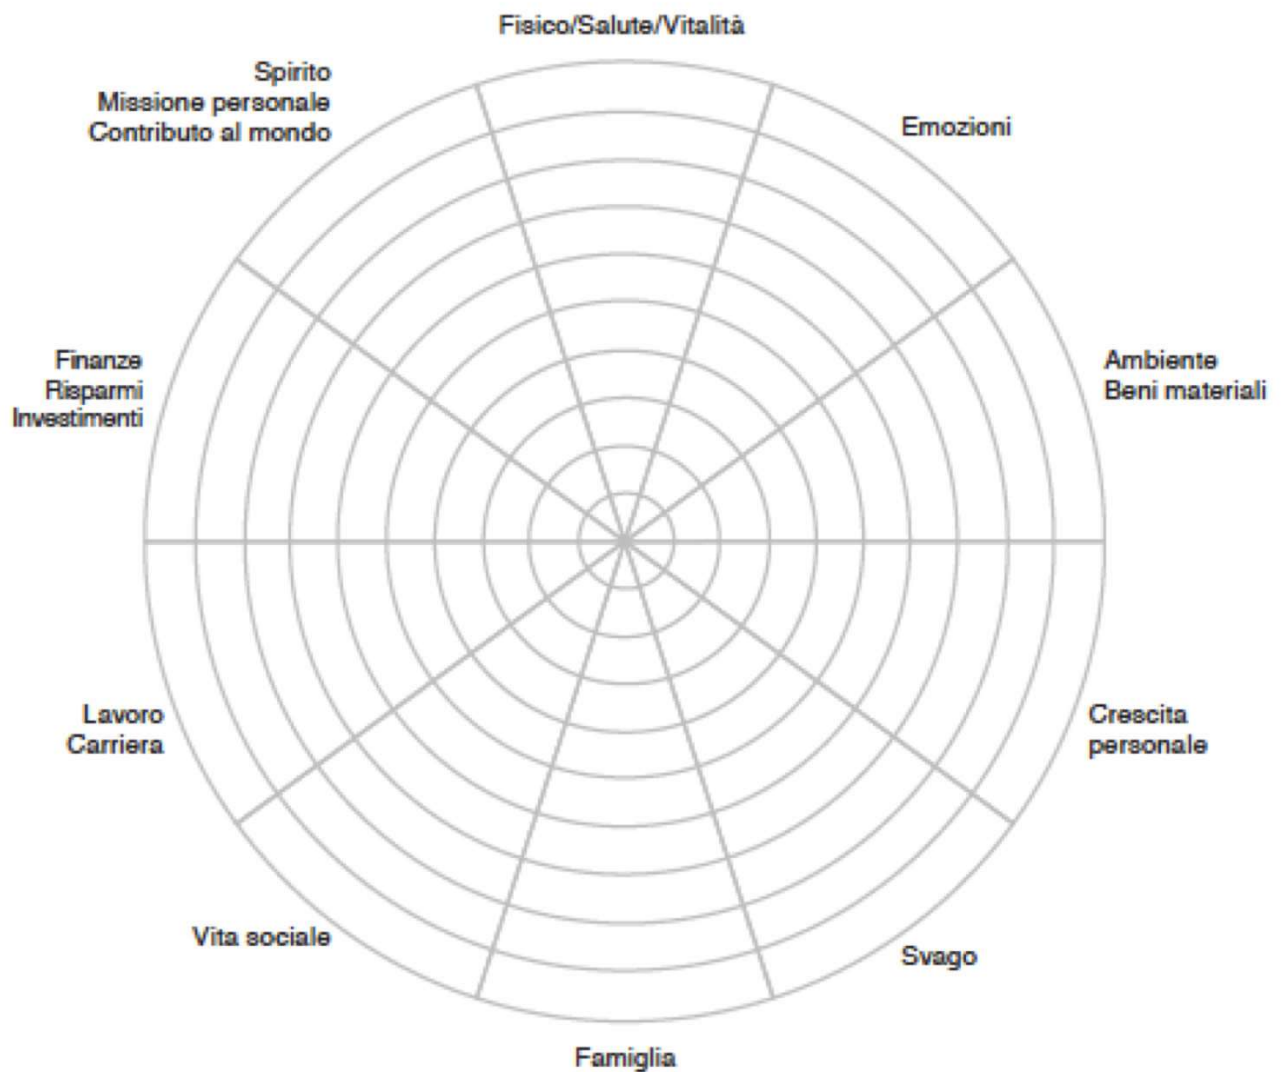 Fisico/Salute/Vitalità
Spirito
Missione personale
Contributo al mondo
Emozioni
Finanze
Risparmi
Investimenti
Ambiente
Beni materiali
Lavoro
Carriera
Crescita
personale
Vita sociale
Svago
Famiglia